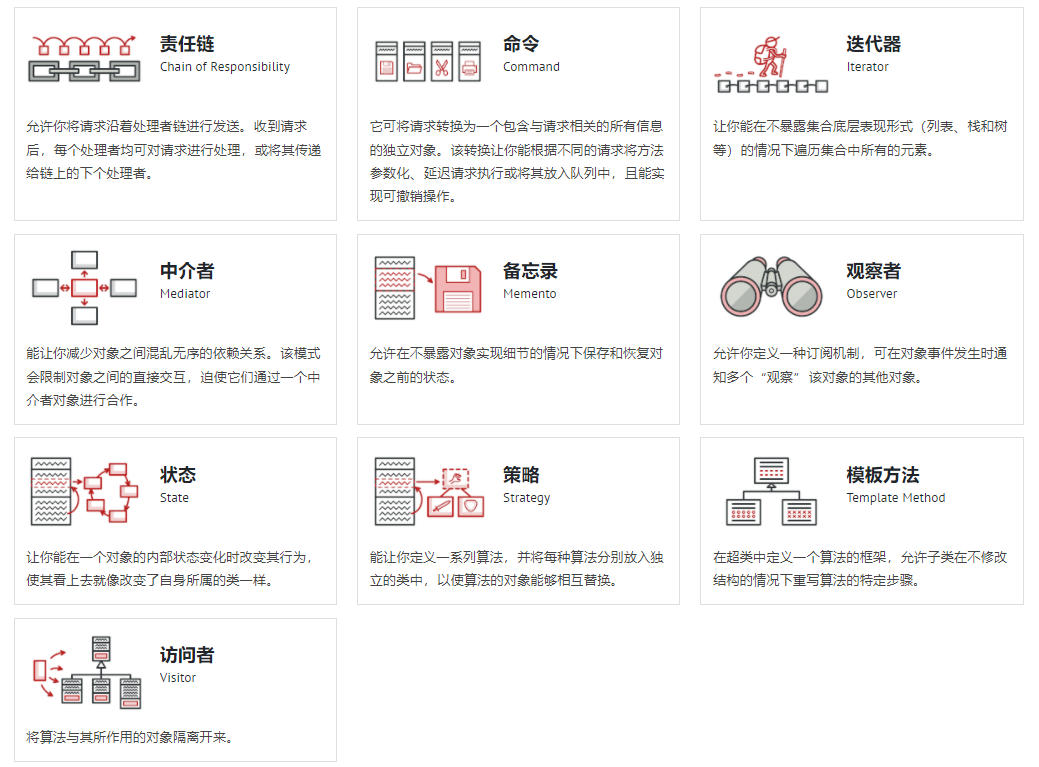 责任链
Chain of Responsibility
允许你将请求沿着处理者链进行发送。收到请求
后，每个处理者均可对请求进行处理，或将其传递
给链上的下个处理者。
命令
Command
它可将请求转换为一个包含与请求相关的所有信息
的独立对象。该转换让你能根据不同的请求将方法
参数化、延迟请求执行或将其放入队列中，且能实
现可撤销操作。
迭代器
Iterator
让你能在不暴露集合底层表现形式（列表、栈和树
等）的情况下遍历集合中所有的元素。
中介者
Mediator
能让你减少对象之间混乱无序的依赖关系。该模式
会限制对象之间的直接交互，迫使它们通过一个中
介者对象进行合作。
备忘录
Memento
允许在不暴露对象实现细节的情况下保存和恢复对
象之前的状态。
观察者
Observer
允许你定义一种订阅机制，可在对象事件发生时通
知多个“观察”该对象的其他对象。
状态
State
让你能在一个对象的内部状态变化时改变其行为，
使其看上去就像改变了自身所属的类一样。
策略
Strategy
能让你定义一系列算法，并将每种算法分别放入独
立的类中，以使算法的对象能够相互替换。
模板方法
Template Method
在超类中定义一个算法的框架，允许子类在不修改
结构的情况下重写算法的特定步骤。
访问者
Visitor
将算法与其所作用的对象隔离开来。